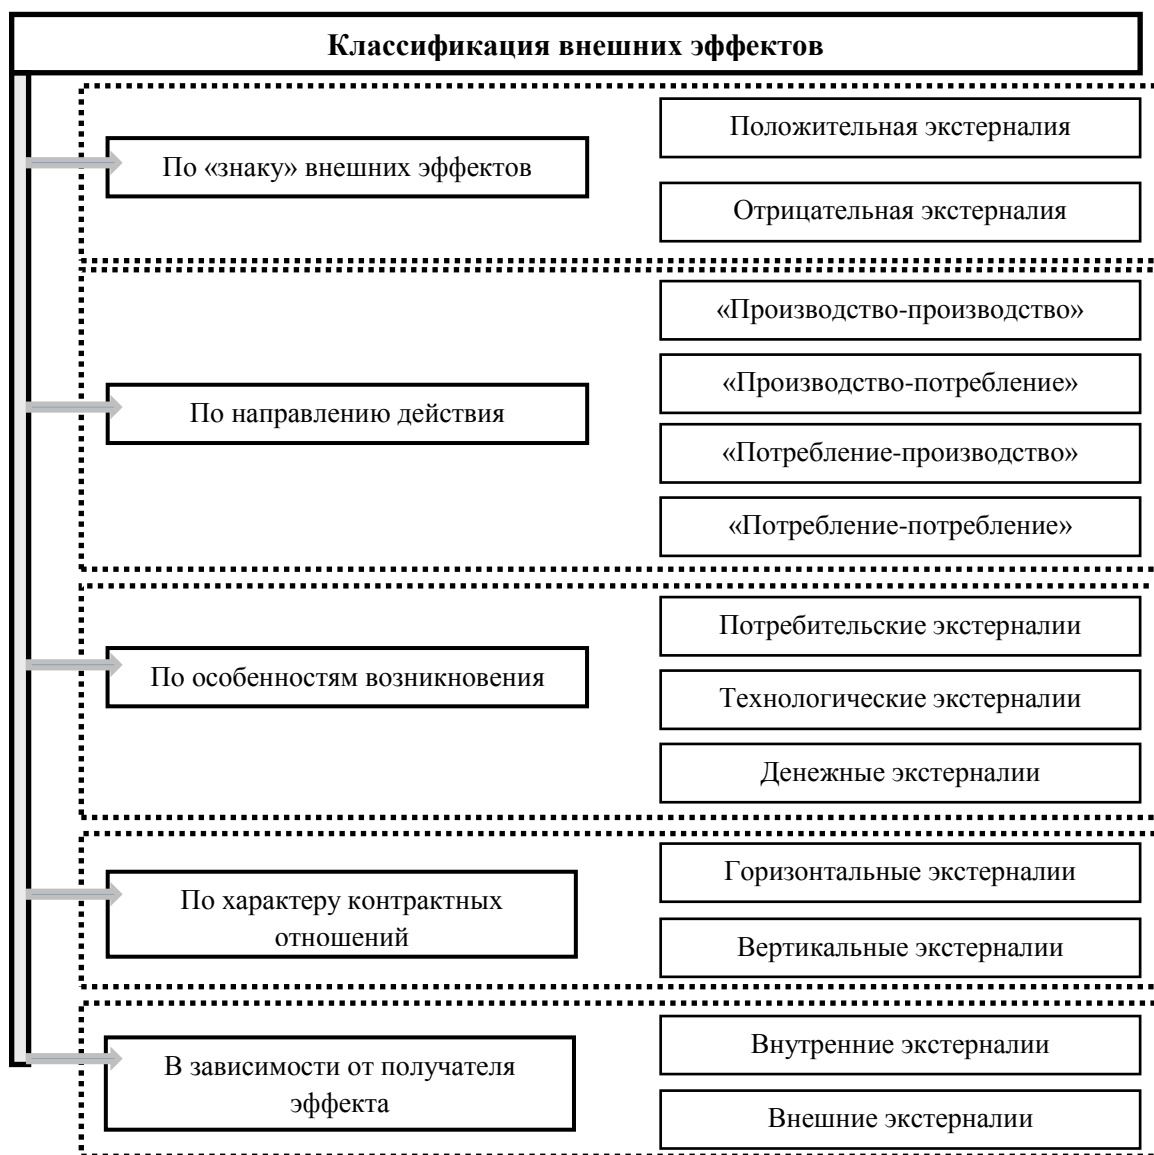 Классификация внешних эффектов
По «знаку» внешних эффектов
Положительная экстерналия
Отрицательная экстерналия
По направлению действия
«Производство-производство»
«Производство-потребление»
«Потребление-производство»
«Потребление-потребление»
По особенностям возникновения
Потребительские экстерналии
Технологические экстерналии
Денежные экстерналии
По характеру контрактных
отношений
Горизонтальные экстерналии
Вертикальные экстерналии
В зависимости от получателя
эффекта
Внутренние экстерналии
Внешние экстерналии